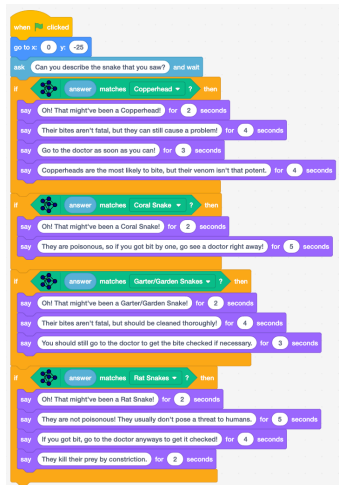 when clicked
go to x: 0 y: -25
ask Can you describe the snake that you saw? and wait
if answer matches Copperhead ? then
say Oh! That might've been a Copperhead! for 2 seconds
say Their bites aren't fatal, but they can still cause a problem! for 4 seconds
say Go to the doctor as soon as you can! for 3 seconds
say Copperheads are the most likely to bite, but their venom isn't that potent. for 4 seconds
if answer matches Coral Snake ? then
say Oh! That might've been a Coral Snake! for 2 seconds
say They are poisonous, so if you got bit by one, go see a doctor right away! for 5 seconds
if answer matches Garter/Garden Snakes ? then
say Oh! That might've been a Garter/Garden Snake! for 2 seconds
say Their bites aren't fatal, but should be cleaned thoroughly! for 4 seconds
say You should still go to the doctor to get the bite checked if necessary. for 3 seconds
if answer matches Rat Snakes ? then
say Oh! That might've been a Rat Snake! for 2 seconds
say They are not poisonous! They usually don't pose a threat to humans. for 5 seconds
say If you got bit, go to the doctor anyways to get it checked! for 4 seconds
say They kill their prey by constriction. for 2 seconds